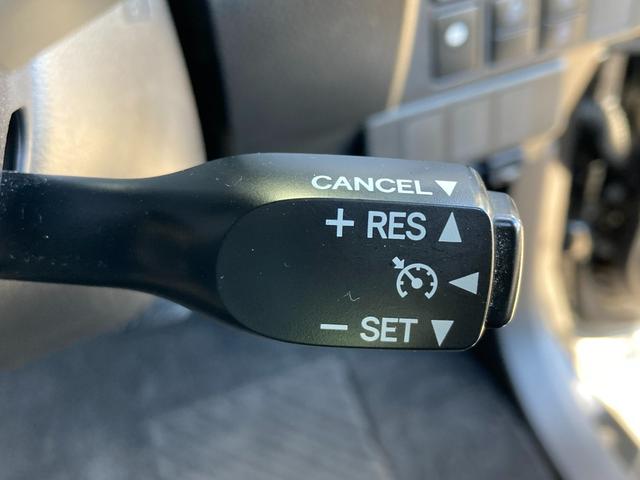 CANCEL▼
+ RES ▲
◀
− SET ▼